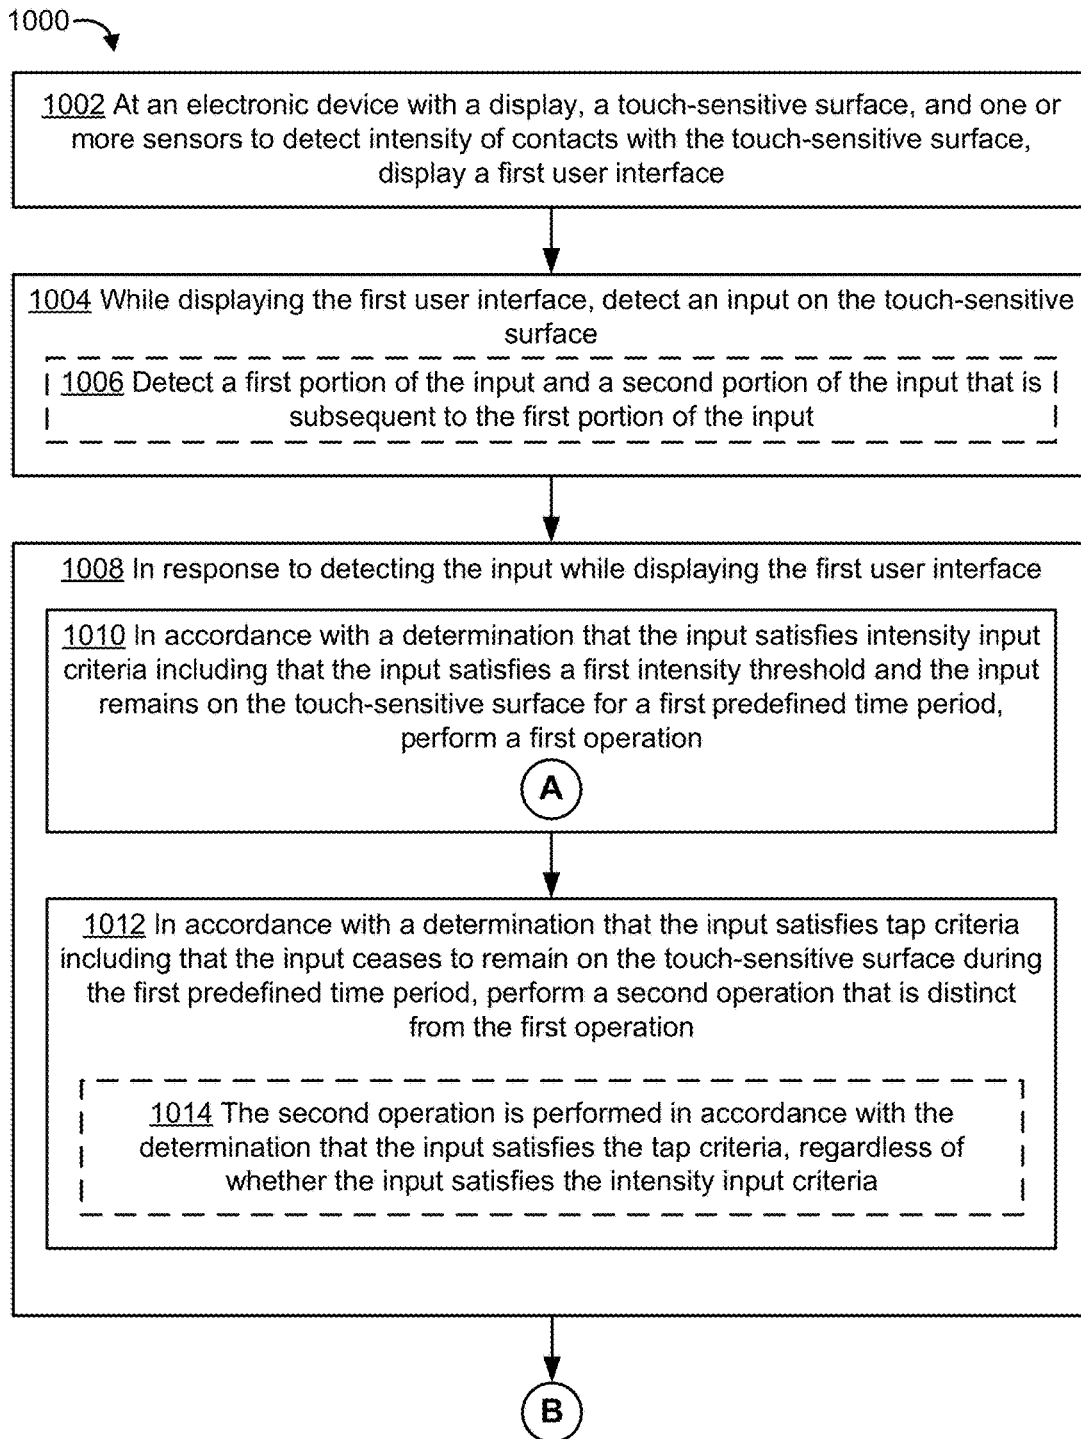 1000
1002 At an electronic device with a display, a touch-sensitive surface, and one or
more sensors to detect intensity of contacts with the touch-sensitive surface,
display a first user interface
1004 While displaying the first user interface, detect an input on the touch-sensitive
surface
1006 Detect a first portion of the input and a second portion of the input that is
subsequent to the first portion of the input
1008 In response to detecting the input while displaying the first user interface
1010 In accordance with a determination that the input satisfies intensity input
criteria including that the input satisfies a first intensity threshold and the input
remains on the touch-sensitive surface for a first predefined time period,
perform a first operation
A
1012 In accordance with a determination that the input satisfies tap criteria
including that the input ceases to remain on the touch-sensitive surface during
the first predefined time period, perform a second operation that is distinct
from the first operation
1014 The second operation is performed in accordance with the
determination that the input satisfies the tap criteria, regardless of
whether the input satisfies the intensity input criteria
B